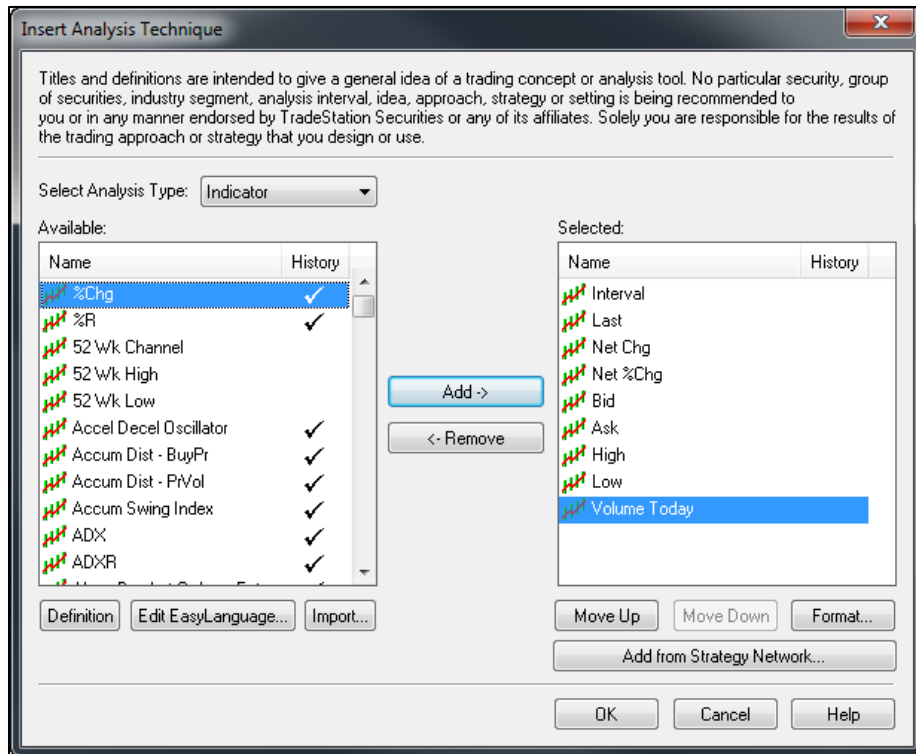 Insert Analysis Technique
Titles and definitions are intended to give a general idea of a trading concept or analysis tool. No particular security, group
of securities, industry segment, analysis interval, idea, approach, strategy or setting is being recommended to
you or in any manner endorsed by TradeStation Securities or any of its affiliates. Solely you are responsible for the results of
the trading approach or strategy that you design or use.
Select Analysis Type: Indicator
Available:
Name History
%Chg
%R
52 Wk Channel
52 Wk High
52 Wk Low
Accel Decel Oscillator
Accum Dist - BuyPr
Accum Dist - PrVol
Accum Swing Index
ADX
ADXR
Definition Edit EasyLanguage... Import...
Add ->
<- Remove
Selected:
Name History
Interval
Last
Net Chg
Net %Chg
Bid
Ask
High
Low
Volume Today
Move Up Move Down Format...
Add from Strategy Network...
OK Cancel Help